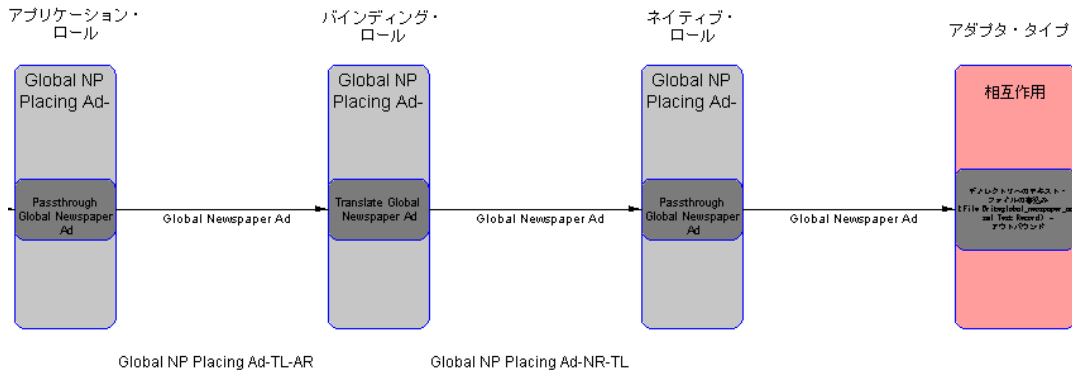 アプリケーション・
ロール
バインディング・
ロール
ネイティブ・
ロール
アダプタ・タイプ
Global NP
Placing Ad-
Global NP
Placing Ad-
Global NP
Placing Ad-
相互作用
Passthrough
Global Newspaper
Ad
Global Newspaper Ad
Translate Global
Newspaper Ad
Global Newspaper Ad
Passthrough
Global Newspaper
Ad
Global Newspaper Ad
ディレクトリへのテキスト・
ファイルの書込み
アウトバウンド
Global NP Placing Ad-TL-AR
Global NP Placing Ad-NR-TL